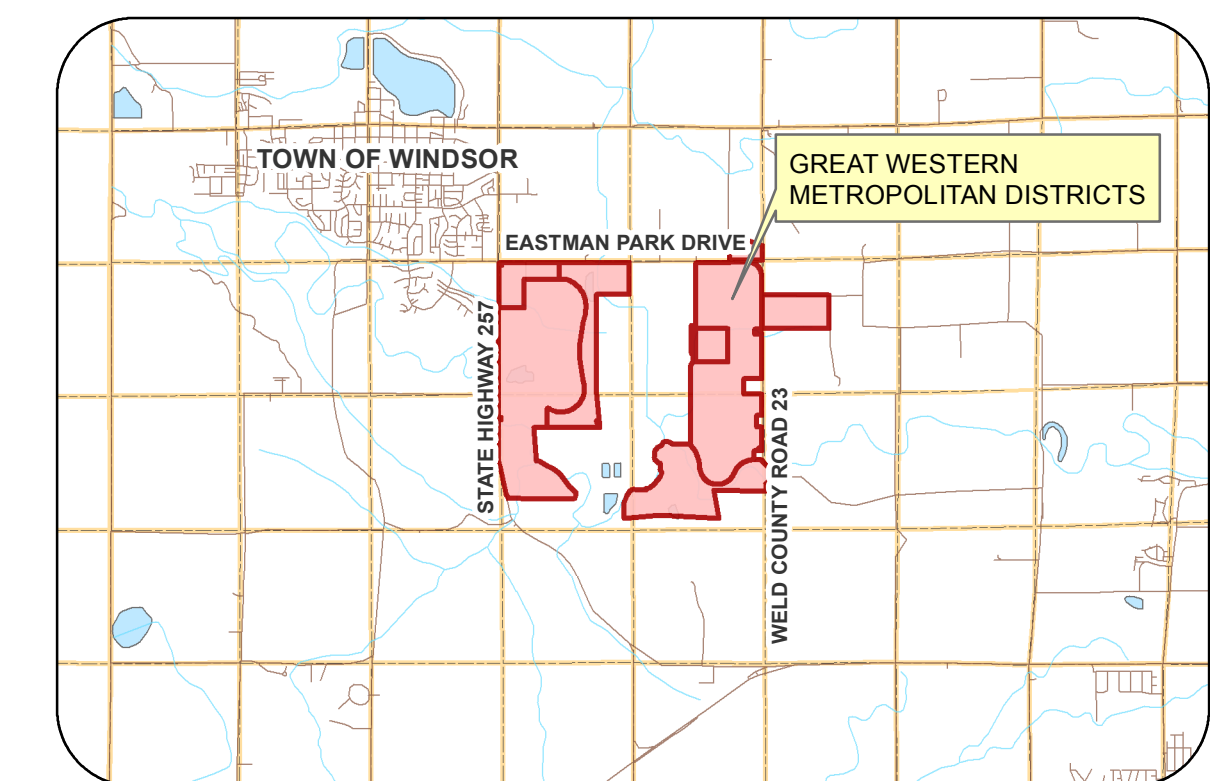 TOWN OF WINDSOR
GREAT WESTERN
METROPOLITAN DISTRICTS
EASTMAN PARK DRIVE
STATE HIGHWAY 257
WELD COUNTY ROAD 23